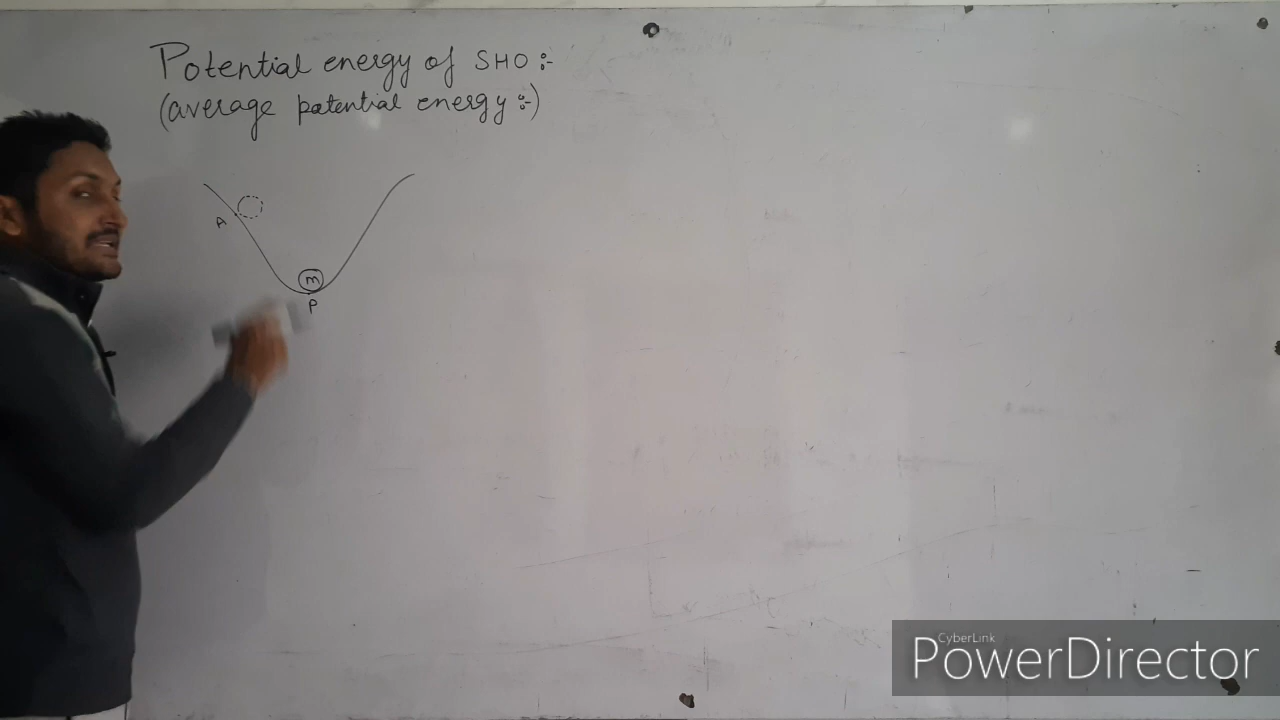 Potential energy of SHO :-
(average potential energy :-)
A
m
P
CyberLink
PowerDirector